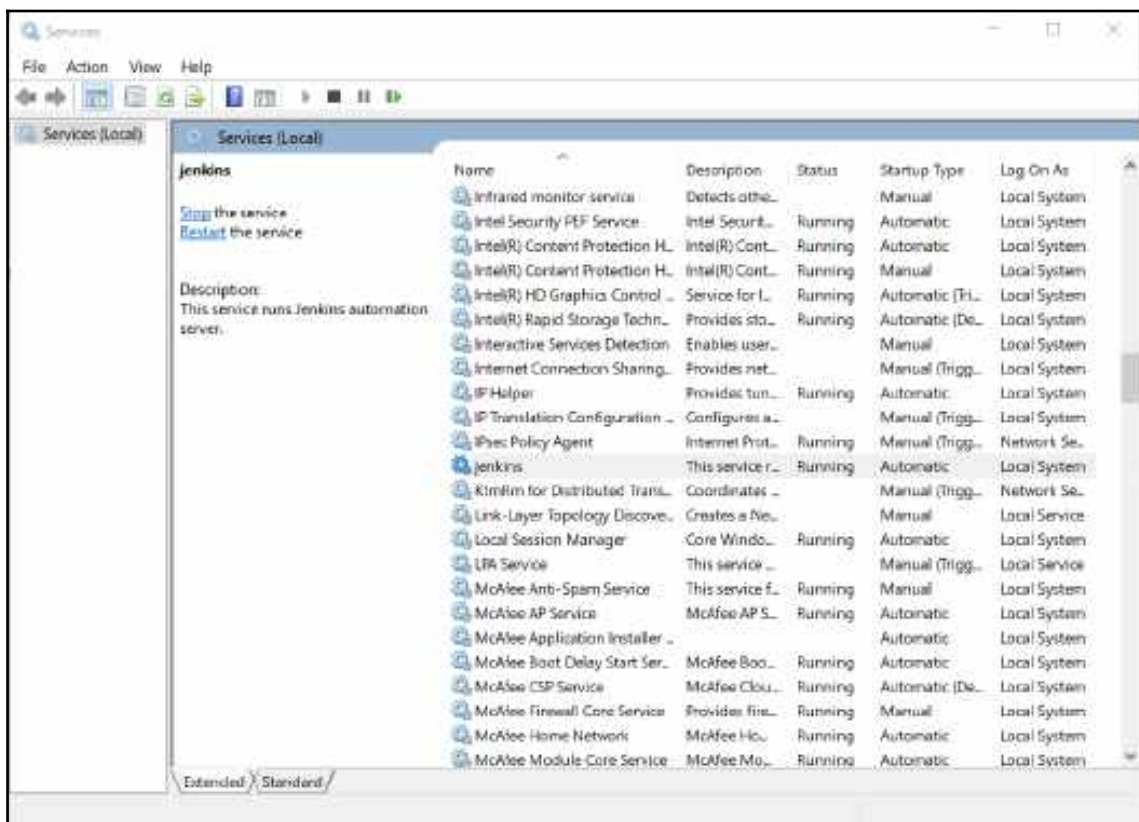 Services
File Action View Help
Services (Local)
Services (Local)
jenkins
Stop the service
Restart the service
Description:
This service runs Jenkins automation
server.
Name Description Status Startup Type Log On As
Infrared monitor service Detects othe... Manual Local System
Intel Security PEF Service Intel Securit... Running Automatic Local System
Intel(R) Content Protection H... Intel(R) Cont... Running Automatic Local System
Intel(R) Content Protection H... Intel(R) Cont... Running Manual Local System
Intel(R) HD Graphics Control ... Service for I... Running Automatic (Tri... Local System
Intel(R) Rapid Storage Techn... Provides sto... Running Automatic (De... Local System
Interactive Services Detection Enables user... Manual Local System
Internet Connection Sharing... Provides net... Manual (Trigg... Local System
IP Helper Provides tun... Running Automatic Local System
IP Translation Configuration ... Configures a... Manual (Trigg... Local System
IPsec Policy Agent Internet Prot... Running Manual (Trigg... Network Se...
jenkins This service r... Running Automatic Local System
KtmRm for Distributed Trans... Coordinates ... Manual (Trigg... Network Se...
Link-Layer Topology Discove... Creates a Ne... Manual Local Service
Local Session Manager Core Windo... Running Automatic Local System
LPA Service This service ... Manual (Trigg... Local Service
McAfee Anti-Spam Service This service f... Running Manual Local System
McAfee AP Service McAfee AP S... Running Automatic Local System
McAfee Application Installer ... Automatic Local System
McAfee Boot Delay Start Ser... McAfee Boo... Running Automatic Local System
McAfee CSP Service McAfee Clou... Running Automatic (De... Local System
McAfee Firewall Core Service Provides fire... Running Manual Local System
McAfee Home Network McAfee Ho... Running Automatic Local System
McAfee Module Core Service McAfee Mo... Running Automatic Local System
Extended Standard